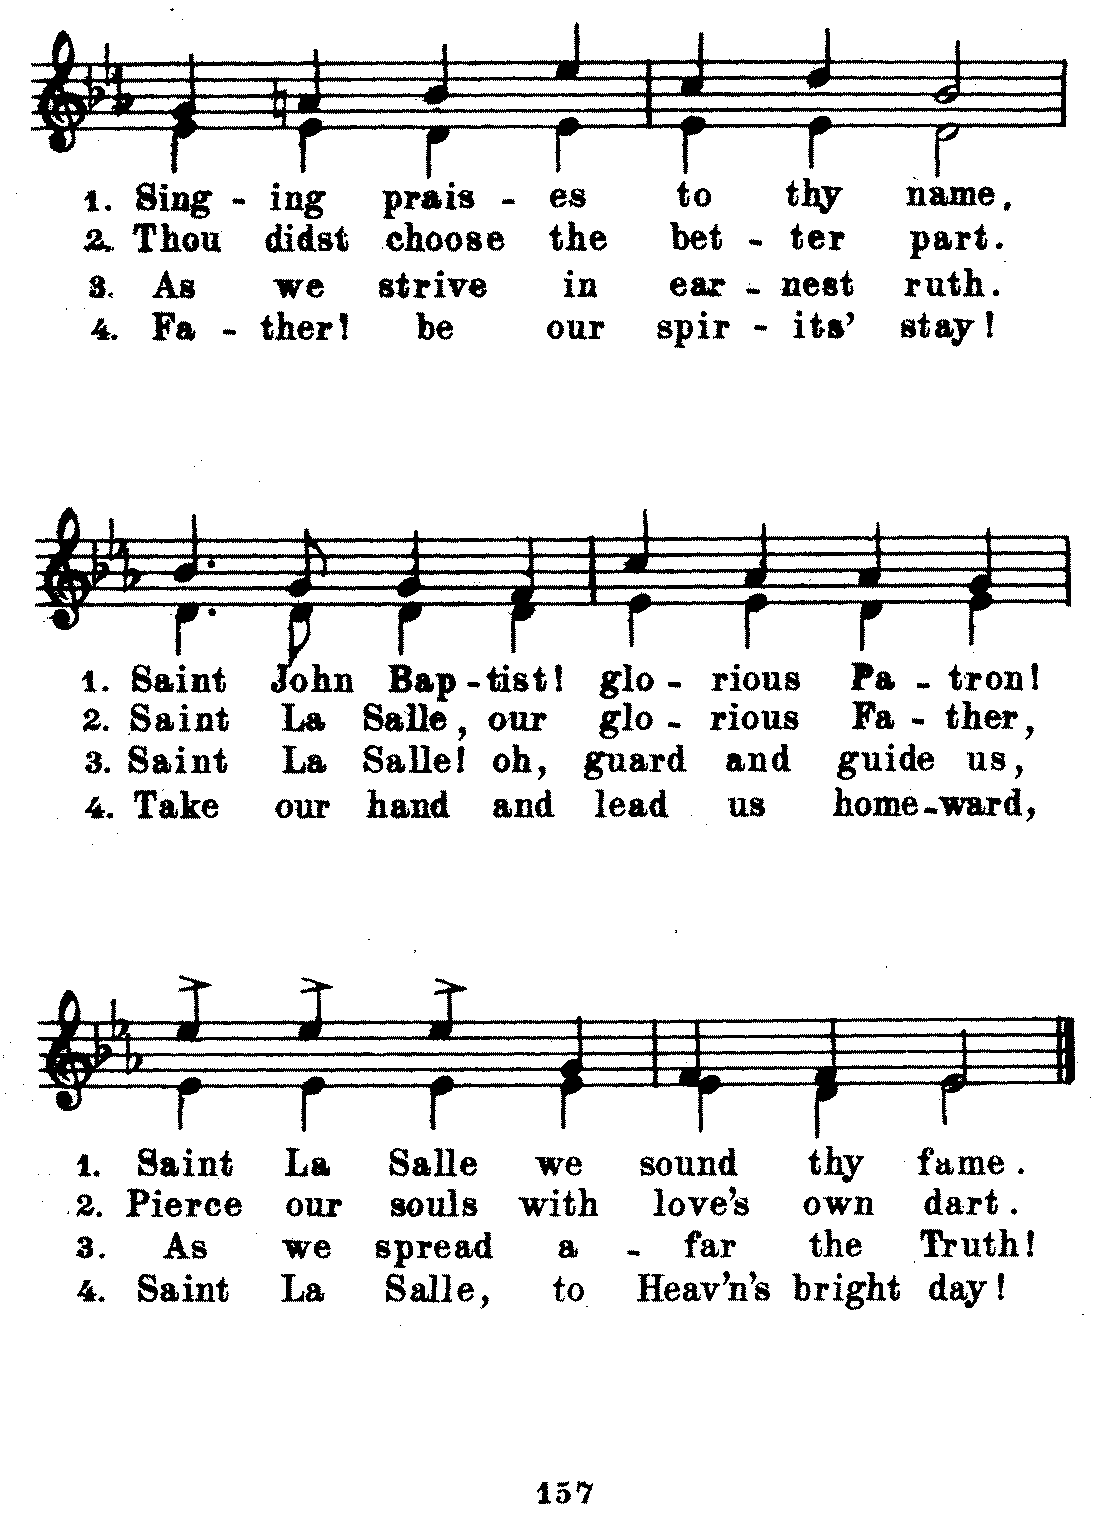 1. Sing - ing prais - es to thy name.
2. Thou didst choose the bet - ter part.
3. As we strive in ear - nest ruth.
4. Fa - ther! be our spir - its' stay!
1. Saint John Bap - tist! glo - rious Pa - tron!
2. Saint La Salle, our glo - rious Fa - ther,
3. Saint La Salle! oh, guard and guide us,
4. Take our hand and lead us home - ward,
1. Saint La Salle we sound thy fame.
2. Pierce our souls with love's own dart.
3. As we spread a - far the Truth!
4. Saint La Salle, to Heav'n's bright day!
157